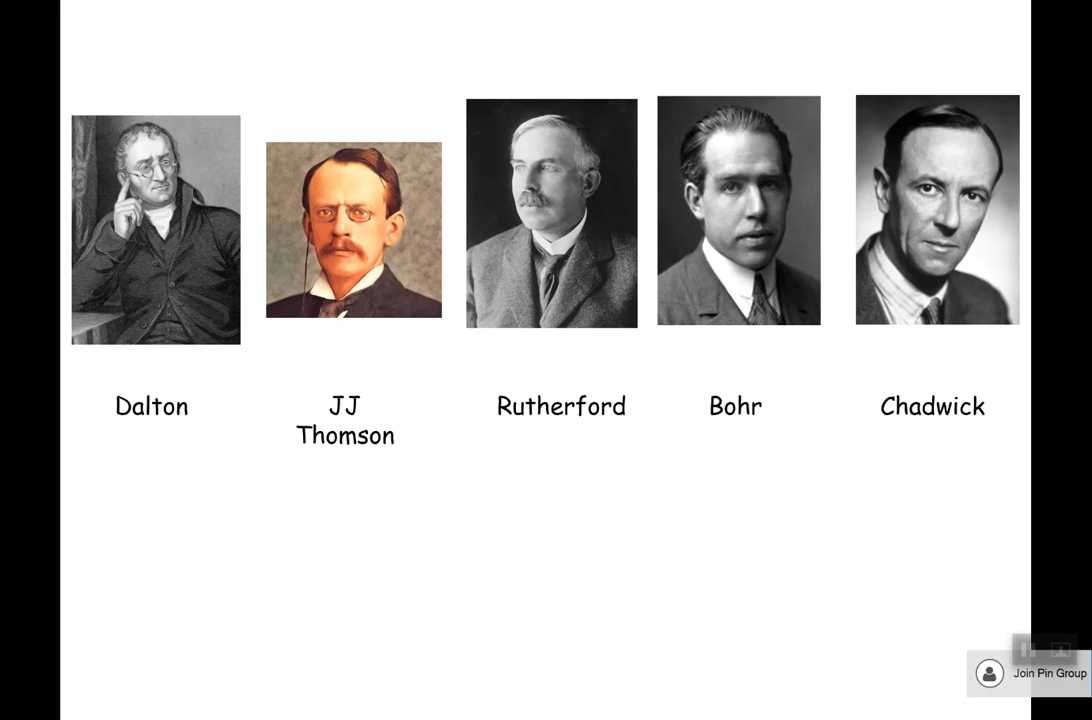 Dalton
JJ
Thomson
Rutherford
Bohr
Chadwick
Join Pin Group